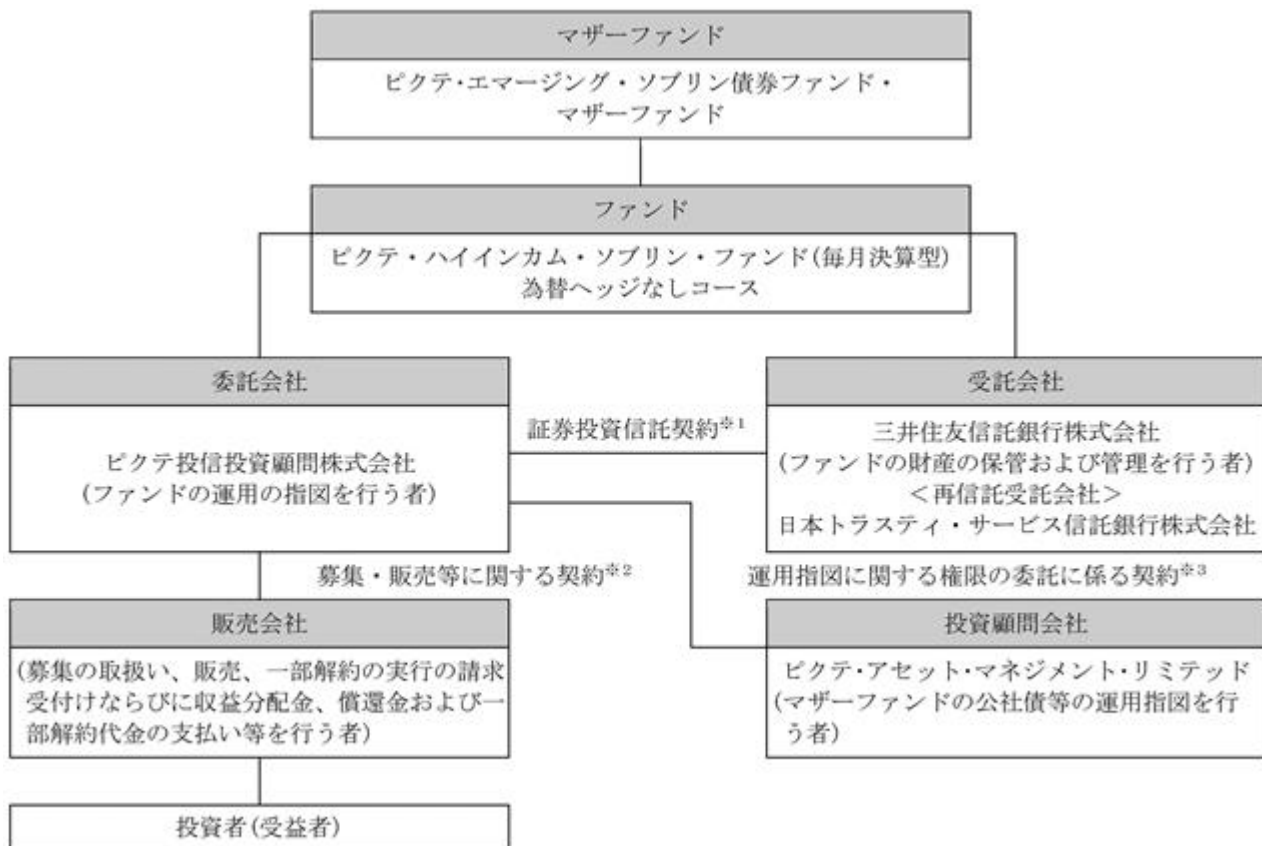 マザーファンド
ピクテ・エマージング・ソブリン債券ファンド・
マザーファンド
ファンド
ピクテ・ハイインカム・ソブリン・ファンド(毎月決算型)
為替ヘッジなしコース
委託会社
ピクテ投信投資顧問株式会社
(ファンドの運用の指図を行う者)
証券投資信託契約※1
受託会社
三井住友信託銀行株式会社
(ファンドの財産の保管および管理を行う者)
＜再信託受託会社＞
日本トラスティ・サービス信託銀行株式会社
募集・販売等に関する契約※2
運用指図に関する権限の委託に係る契約※3
販売会社
(募集の取扱い、販売、一部解約の実行の請求
受付けならびに収益分配金、償還金および一
部解約代金の支払い等を行う者)
投資顧問会社
ピクテ・アセット・マネジメント・リミテッド
(マザーファンドの公社債等の運用指図を行
う者)
投資者(受益者)